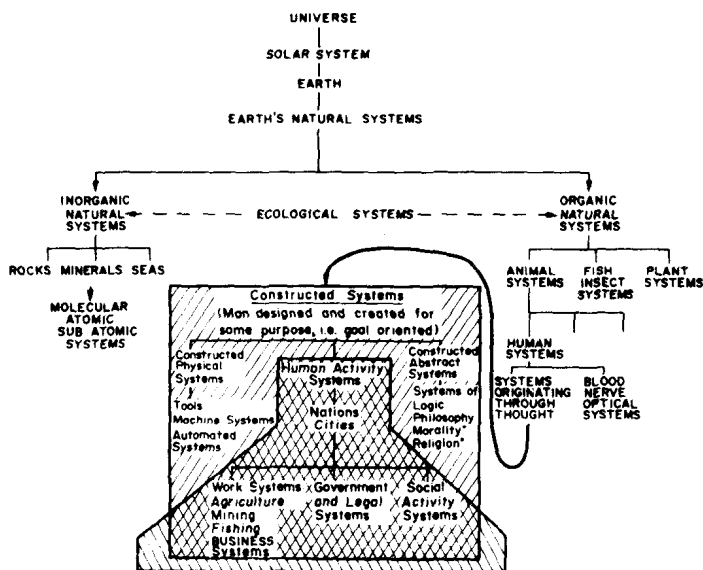 UNIVERSE
SOLAR SYSTEM
EARTH
EARTH'S NATURAL SYSTEMS
INORGANIC
NATURAL
SYSTEMS
ECOLOGICAL SYSTEMS
ORGANIC
NATURAL
SYSTEMS
ROCKS MINERALS SEAS
MOLECULAR
ATOMIC
SUB ATOMIC
SYSTEMS
ANIMAL
SYSTEMS
FISH
INSECT
SYSTEMS
PLANT
SYSTEMS
HUMAN
SYSTEMS
SYSTEMS
ORIGINATING
THROUGH
THOUGHT
BLOOD
NERVE
OPTICAL
SYSTEMS
Constructed Systems
(Man designed and created for
some purpose, i.e. goal oriented)
Constructed
Physical
Systems
Tools
Machine Systems
Automated
Systems
Human Activity
Systems
Nations
Cities
Constructed
Abstract
Systems
Systems of
Logic
Philosophy
Morality"
Religion"
Work Systems
Agriculture
Mining
Fishing
BUSINESS
Systems
Government
and Legal
Systems
Social
Activity
Systems